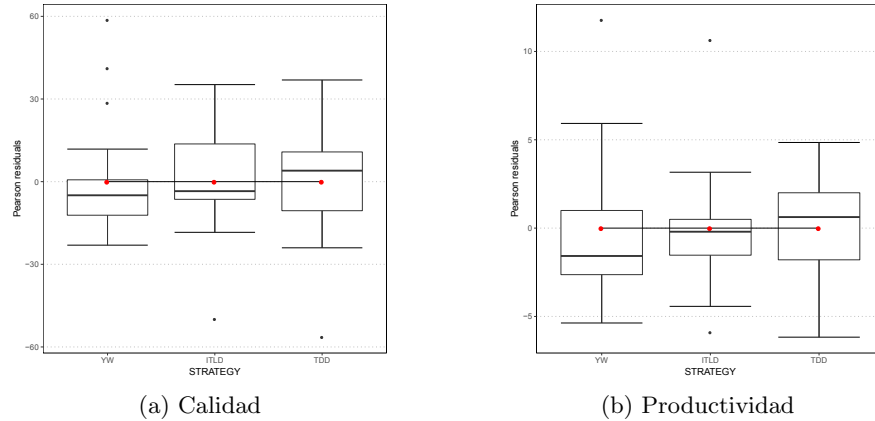 60
30
0
−30
−60
Pearson residuals
YW ITLD TDD
STRATEGY
(a) Calidad
10
5
0
−5
Pearson residuals
YW ITLD TDD
STRATEGY
(b) Productividad